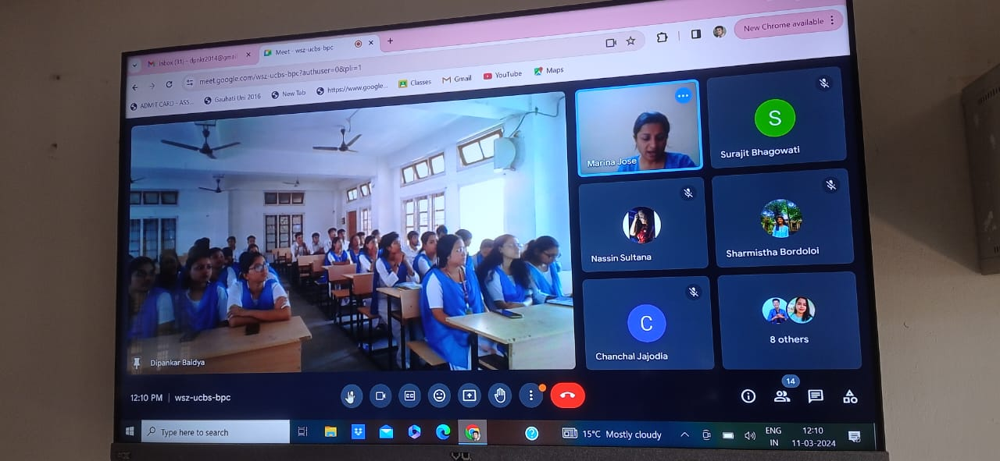 Inbox (31) - dpnkr2014@gmail
Meet - wsz-ucbs-bpc
New Chrome available
meet.google.com/wsz-ucbs-bpc?authuser=0&pli=1
ADMIT CARD - ASS...
Gauhati Uni 2016
New Tab
https://www.google...
Classes
Gmail
YouTube
Maps
Marina Jose
S
Surajit Bhagowati
Nassin Sultana
Sharmistha Bordoloi
C
Chanchal Jajodia
8 others
Dipankar Baidya
12:10 PM | wsz-ucbs-bpc
14
Type here to search
15°C Mostly cloudy
ENG
IN
12:10
11-03-2024
VU